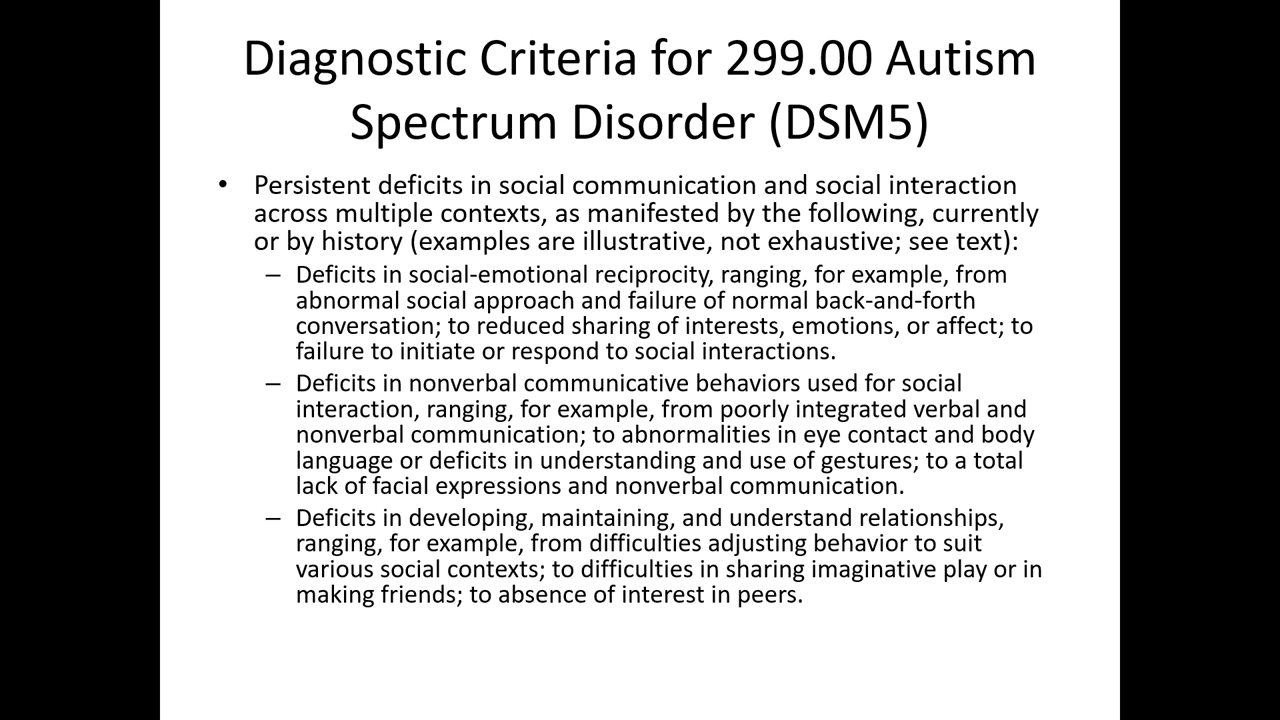 Diagnostic Criteria for 299.00 Autism
Spectrum Disorder (DSM5)
• Persistent deficits in social communication and social interaction
across multiple contexts, as manifested by the following, currently
or by history (examples are illustrative, not exhaustive; see text):
– Deficits in social-emotional reciprocity, ranging, for example, from
abnormal social approach and failure of normal back-and-forth
conversation; to reduced sharing of interests, emotions, or affect; to
failure to initiate or respond to social interactions.
– Deficits in nonverbal communicative behaviors used for social
interaction, ranging, for example, from poorly integrated verbal and
nonverbal communication; to abnormalities in eye contact and body
language or deficits in understanding and use of gestures; to a total
lack of facial expressions and nonverbal communication.
– Deficits in developing, maintaining, and understand relationships,
ranging, for example, from difficulties adjusting behavior to suit
various social contexts; to difficulties in sharing imaginative play or in
making friends; to absence of interest in peers.